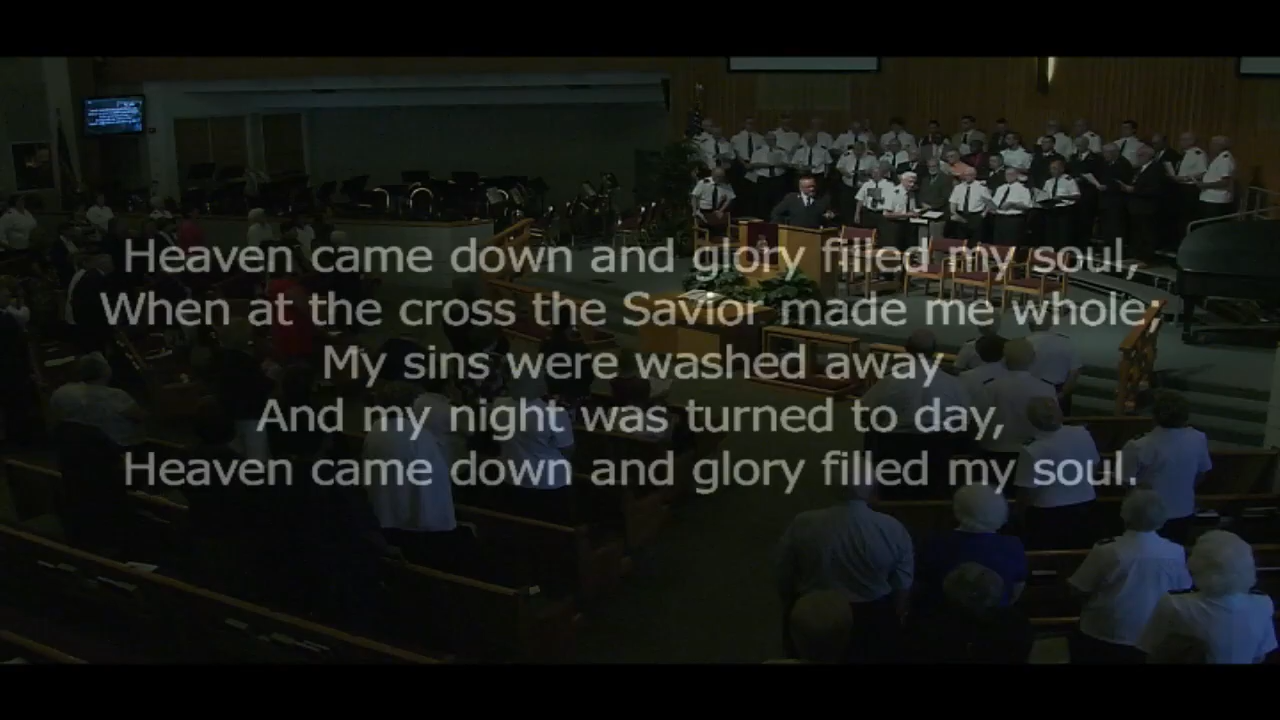 Heaven came down and glory filled my soul,
When at the cross the Savior made me whole;
My sins were washed away
And my night was turned to day,
Heaven came down and glory filled my soul.